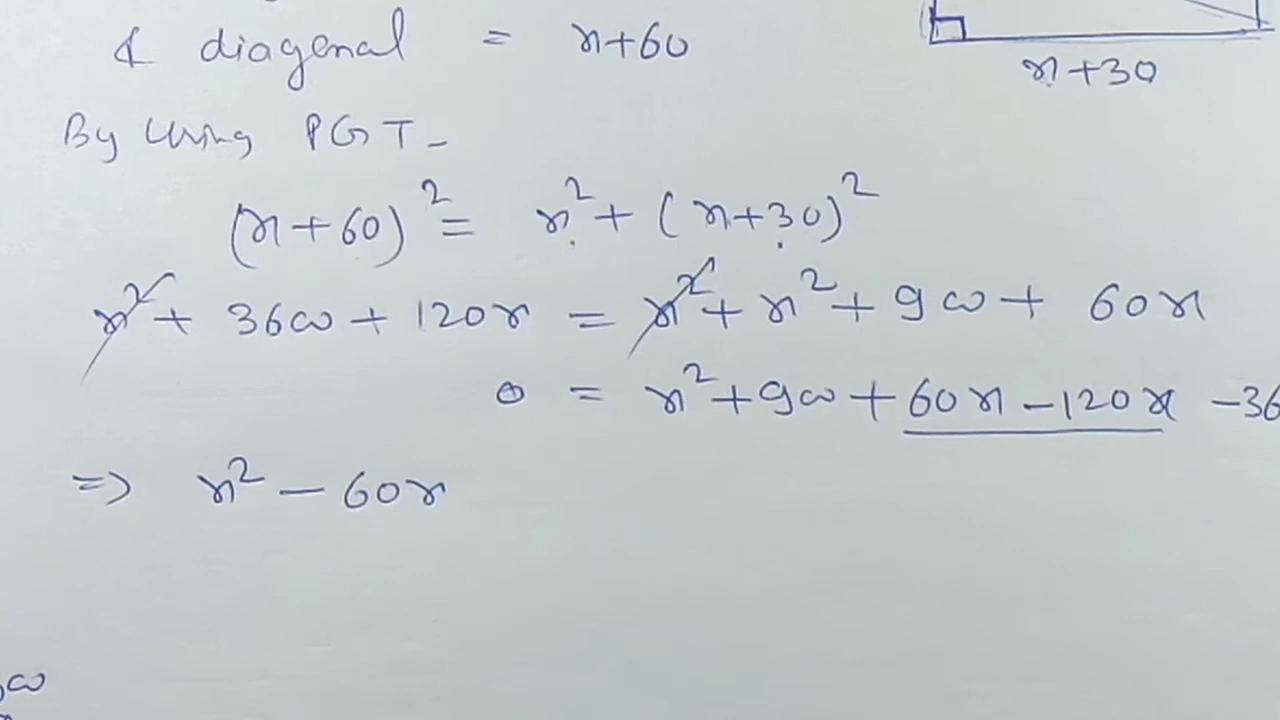 & diagonal = x+60
x+30
By Using PGT-
(x+60)² = x² + (x+30)²
x² + 3600 + 120x = x² + x² + 900 + 60x
0 = x² + 900 + 60x - 120x - 36
=> x² - 60x